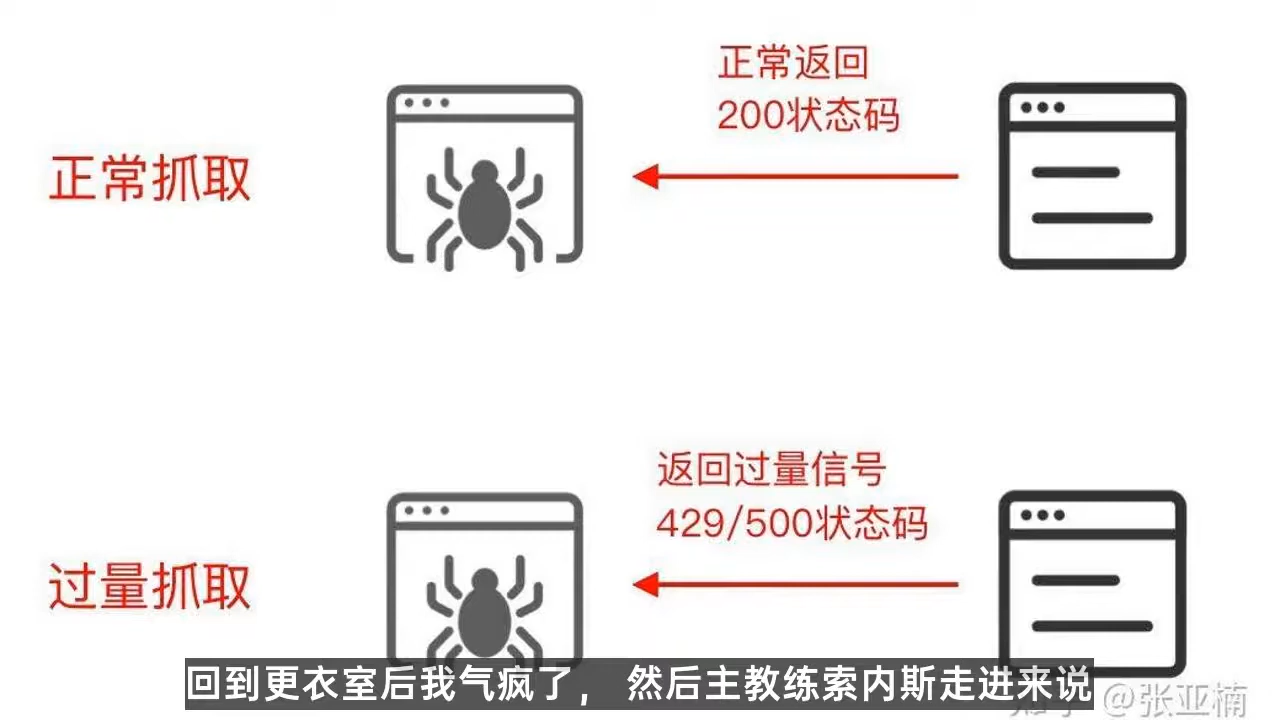 正常返回
200状态码
正常抓取
返回过量信号
429/500状态码
过量抓取
回到更衣室后我气疯了， 然后主教练索内斯走进来说
知乎 @张亚楠